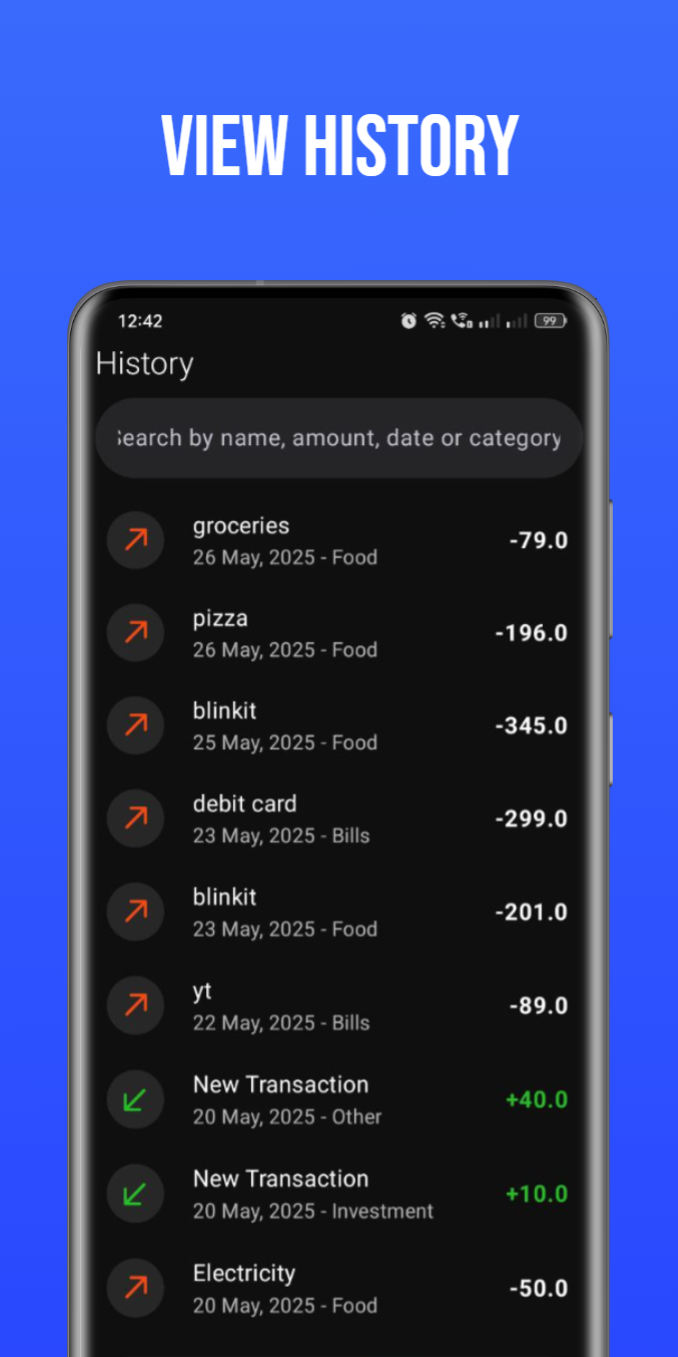 VIEW HISTORY
12:42
99
History
Search by name, amount, date or category
groceries
26 May, 2025 - Food
-79.0
pizza
26 May, 2025 - Food
-196.0
blinkit
25 May, 2025 - Food
-345.0
debit card
23 May, 2025 - Bills
-299.0
blinkit
23 May, 2025 - Food
-201.0
yt
22 May, 2025 - Bills
-89.0
New Transaction
20 May, 2025 - Other
+40.0
New Transaction
20 May, 2025 - Investment
+10.0
Electricity
20 May, 2025 - Food
-50.0